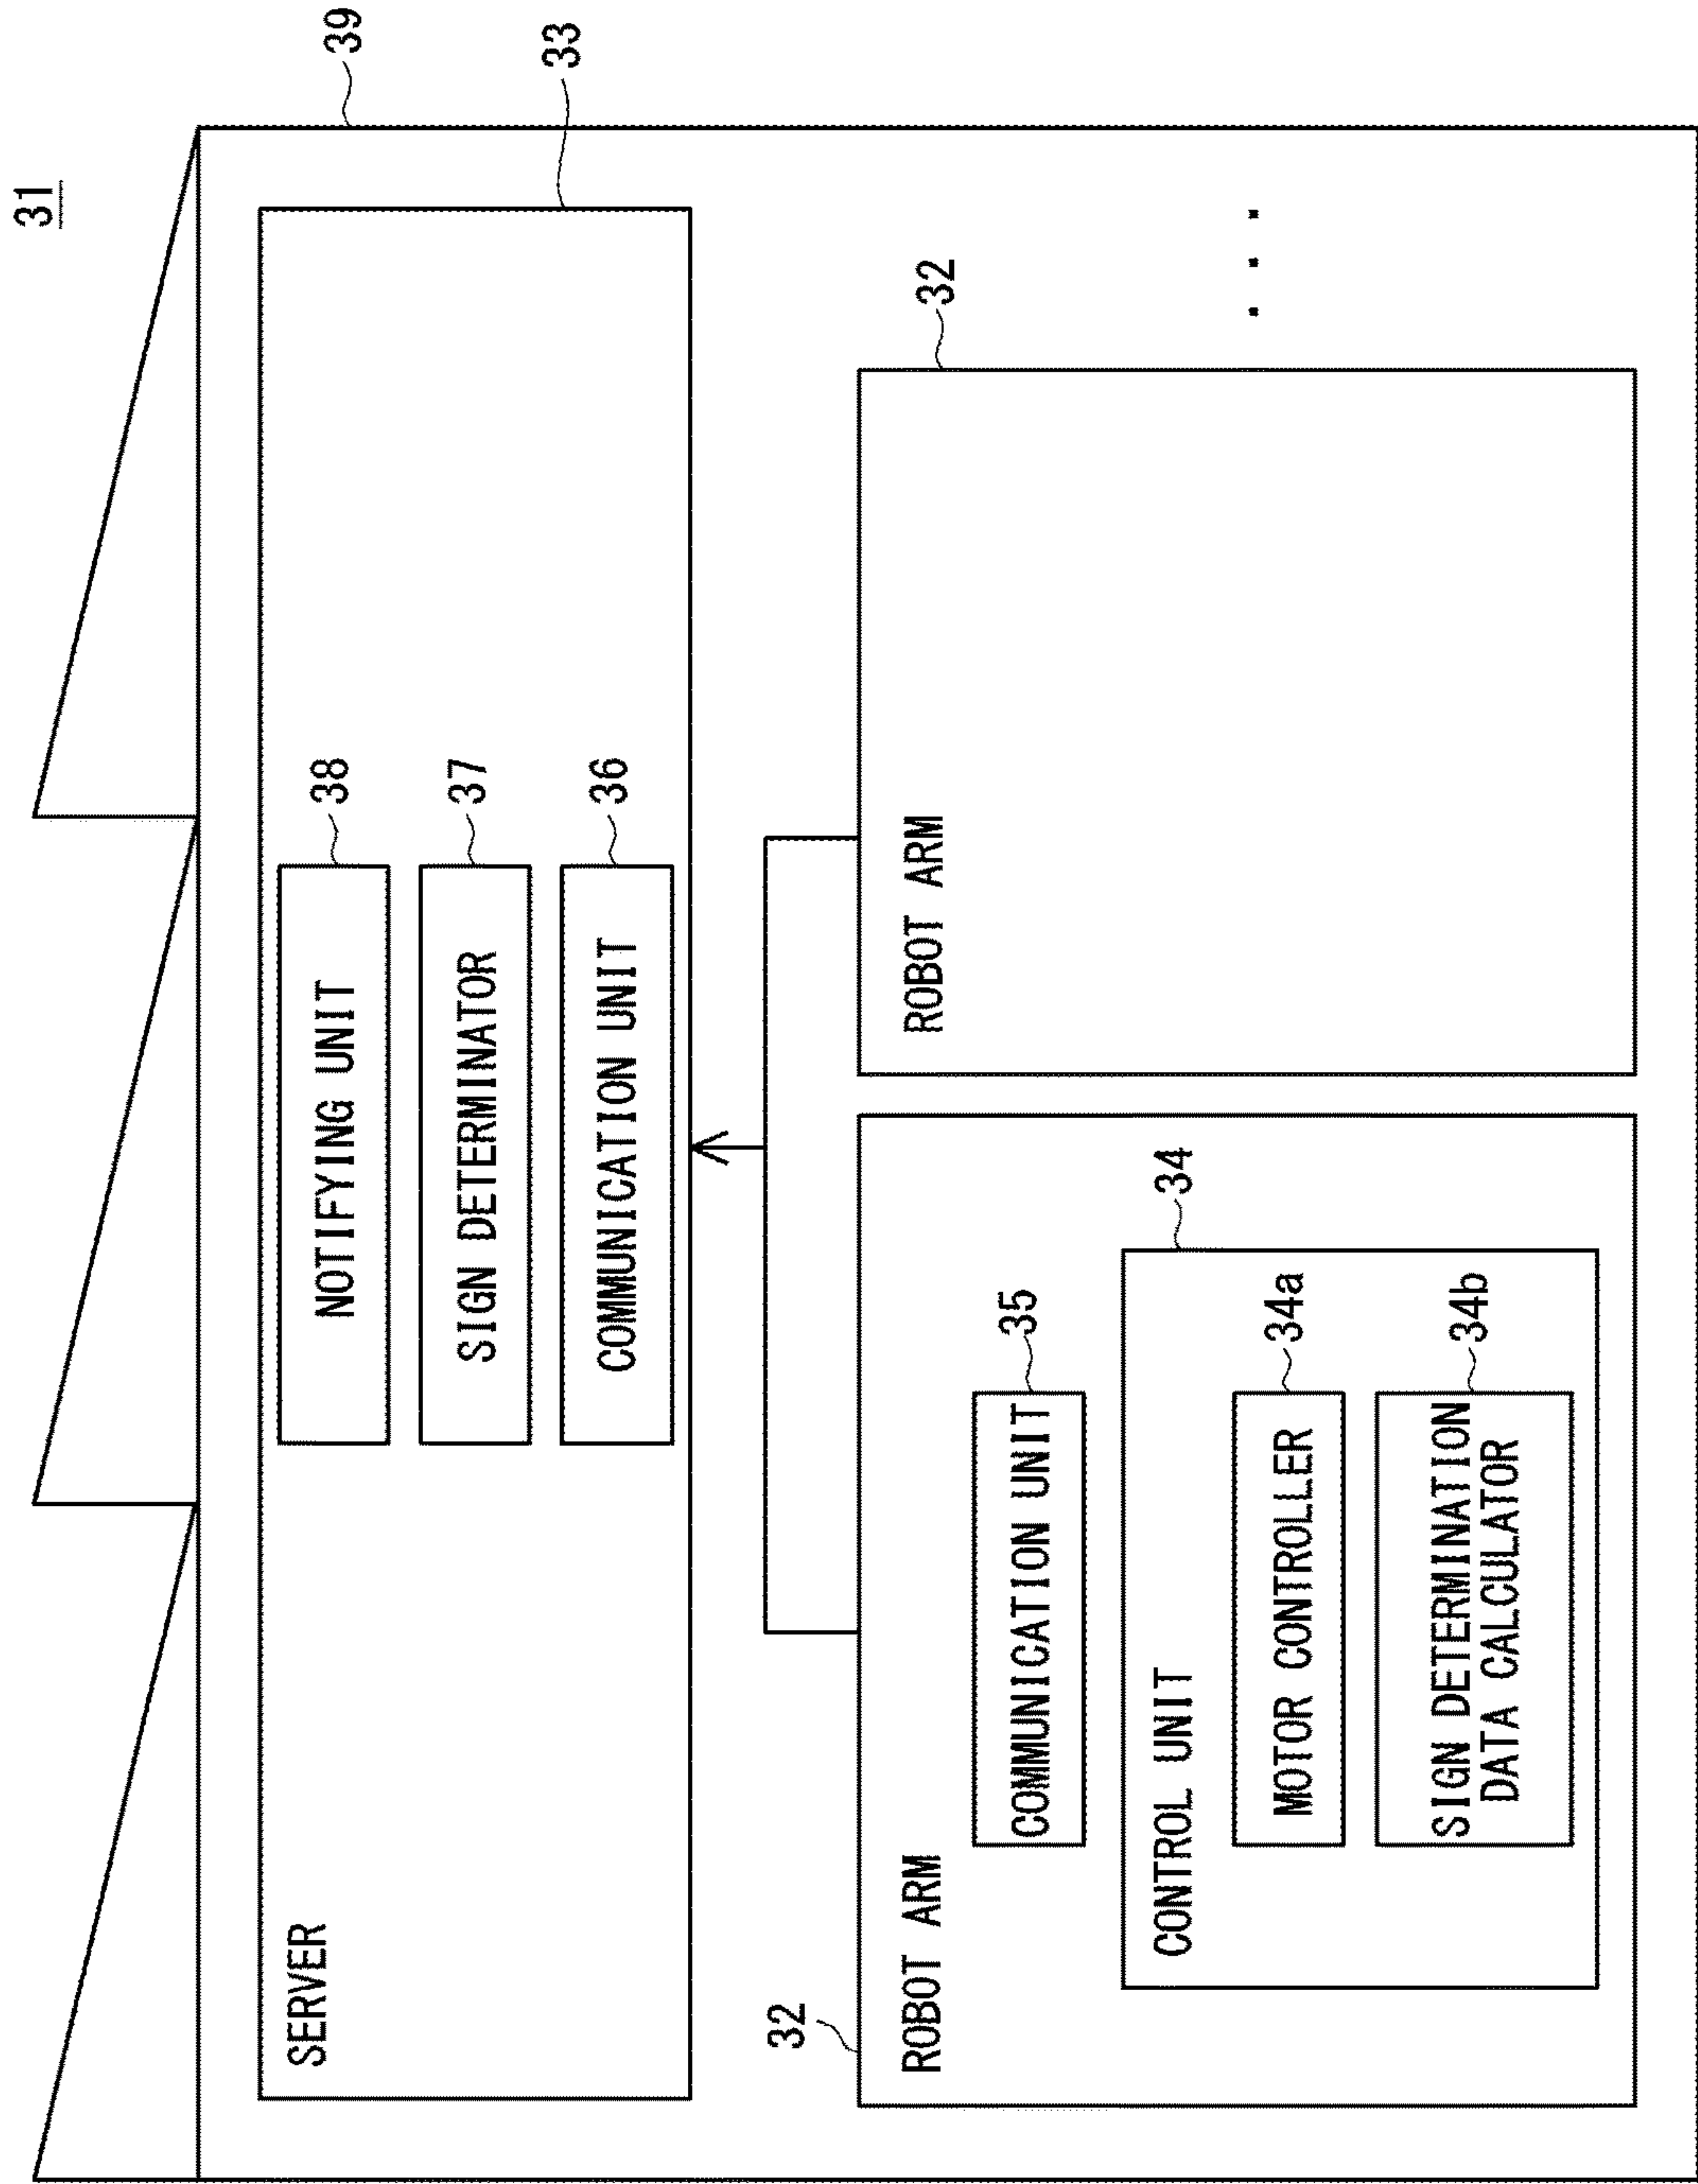 31
39
SERVER
33
NOTIFYING UNIT
38
SIGN DETERMINATOR
37
COMMUNICATION UNIT
36
32
ROBOT ARM
COMMUNICATION UNIT
35
CONTROL UNIT
34
MOTOR CONTROLLER
34a
SIGN DETERMINATION
DATA CALCULATOR
34b
ROBOT ARM
32
. . .